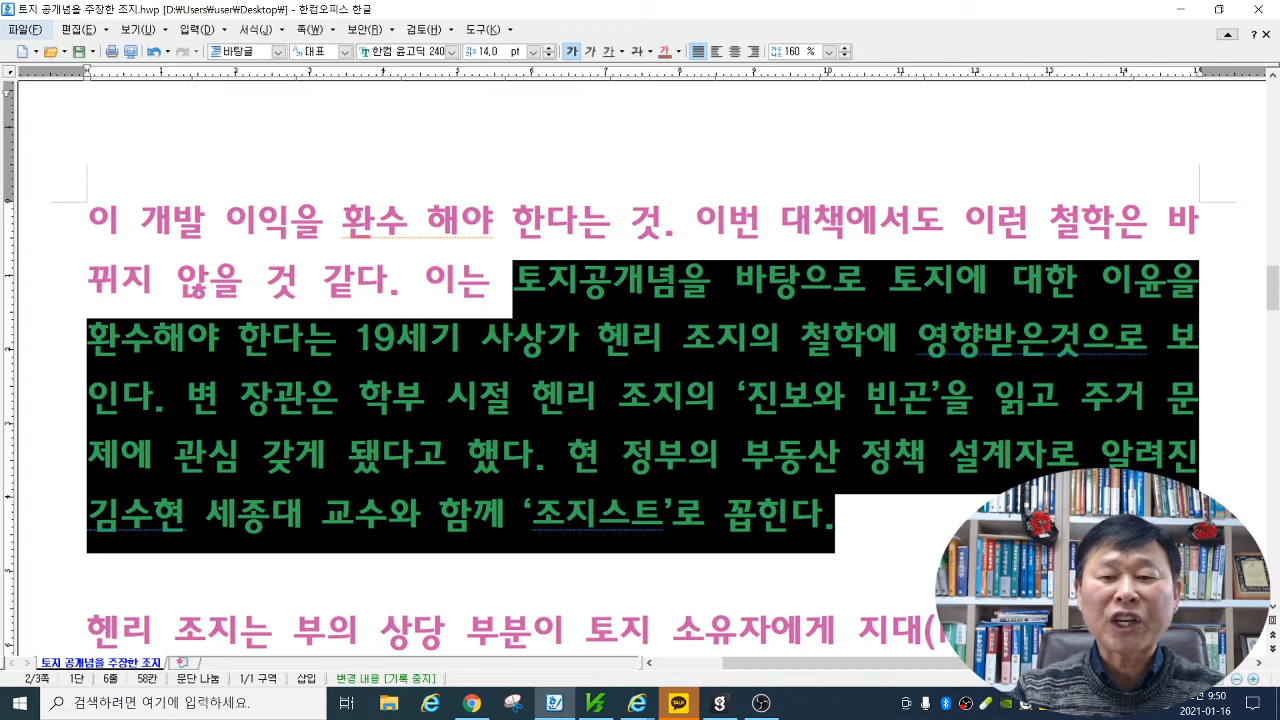 토지 공개념을 주장한 조지.hwp [D:₩Users₩user₩Desktop₩] - 한컴오피스 한글
파일(F) 편집(E) 보기(U) 입력(D) 서식(J) 쪽(W) 보안(R) 검토(H) 도구(K)
바탕글 대표 한컴 윤고딕 240 14,0 pt 가 가 가 가 가 160 %
이 개발 이익을 환수 해야 한다는 것. 이번 대책에서도 이런 철학은 바
뀌지 않을 것 같다. 이는 토지공개념을 바탕으로 토지에 대한 이윤을
환수해야 한다는 19세기 사상가 헨리 조지의 철학에 영향받은것으로 보
인다. 변 장관은 학부 시절 헨리 조지의 ‘진보와 빈곤’을 읽고 주거 문
제에 관심 갖게 됐다고 했다. 현 정부의 부동산 정책 설계자로 알려진
김수현 세종대 교수와 함께 ‘조지스트’로 꼽힌다.
헨리 조지는 부의 상당 부분이 토지 소유자에게 지대(
토지 공개념을 주장한 조지
2/3쪽 1단 6줄 58칸 문단 나눔 1/1 구역 삽입 변경 내용 [기록 중지]
검색하려면 여기에 입력하십시오.
TALK
9:50
2021-01-16